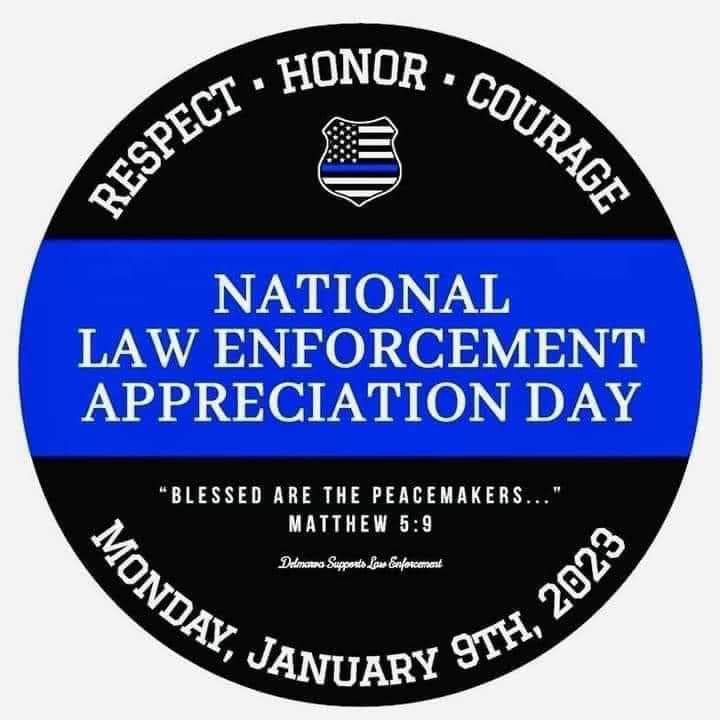 RESPECT • HONOR • COURAGE
NATIONAL
LAW ENFORCEMENT
APPRECIATION DAY
“BLESSED ARE THE PEACEMAKERS...”
MATTHEW 5:9
Delmarva Supports Law Enforcement
MONDAY, JANUARY 9TH, 2023